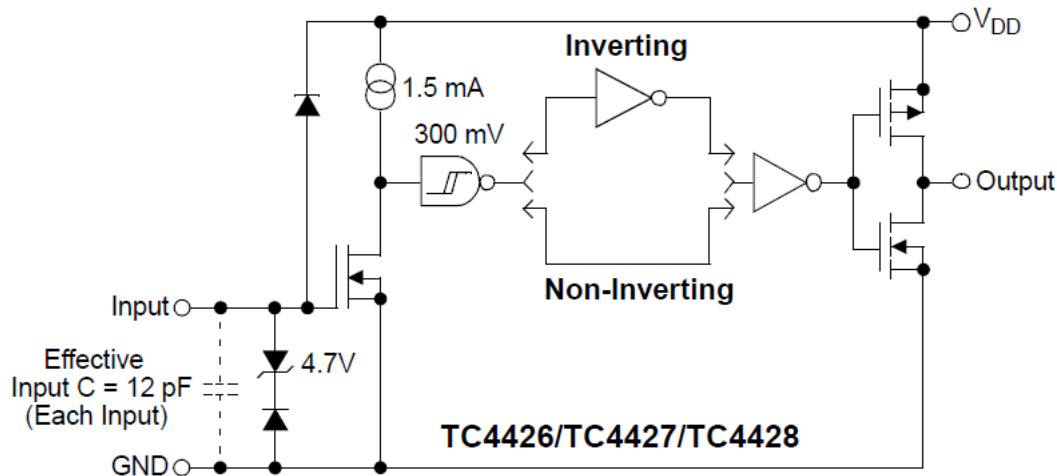 V_DD
Inverting
1.5 mA
300 mV
Output
Non-Inverting
Input
4.7V
Effective
Input C = 12 pF
(Each Input)
TC4426/TC4427/TC4428
GND